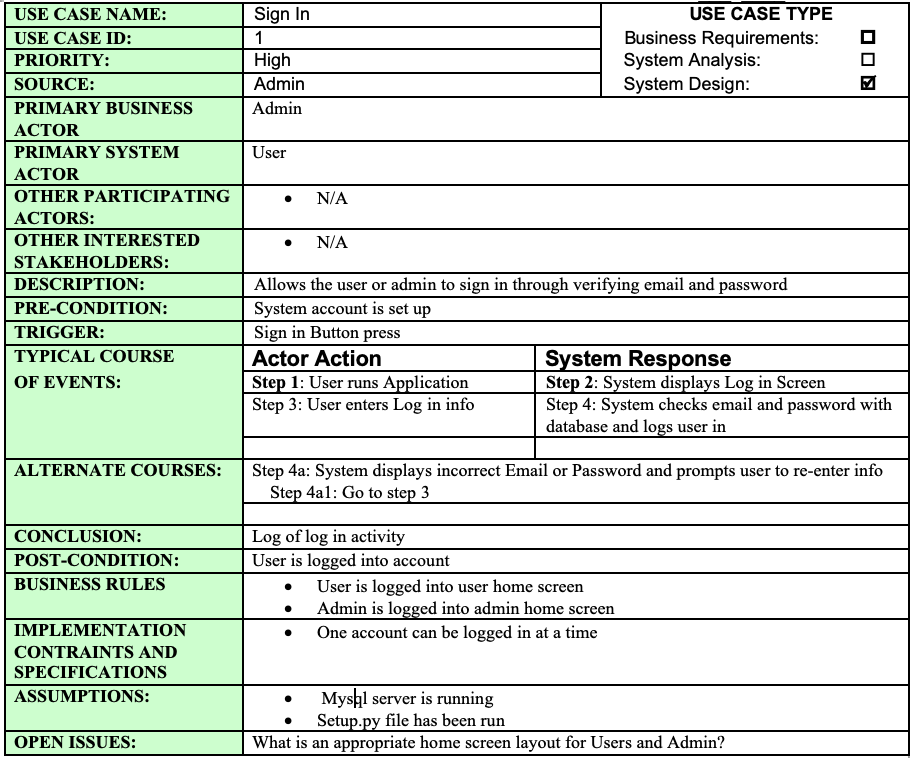 USE CASE NAME: Sign In USE CASE TYPE
USE CASE ID: 1 Business Requirements: ☐
PRIORITY: High System Analysis: ☐
SOURCE: Admin System Design: ☑
PRIMARY BUSINESS Admin
ACTOR
PRIMARY SYSTEM User
ACTOR
OTHER PARTICIPATING • N/A
ACTORS:
OTHER INTERESTED • N/A
STAKEHOLDERS:
DESCRIPTION: Allows the user or admin to sign in through verifying email and password
PRE-CONDITION: System account is set up
TRIGGER: Sign in Button press
TYPICAL COURSE Actor Action System Response
OF EVENTS: Step 1: User runs Application Step 2: System displays Log in Screen
Step 3: User enters Log in info Step 4: System checks email and password with
database and logs user in
ALTERNATE COURSES: Step 4a: System displays incorrect Email or Password and prompts user to re-enter info
Step 4a1: Go to step 3
CONCLUSION: Log of log in activity
POST-CONDITION: User is logged into account
BUSINESS RULES • User is logged into user home screen
• Admin is logged into admin home screen
IMPLEMENTATION • One account can be logged in at a time
CONTRAINTS AND
SPECIFICATIONS
ASSUMPTIONS: • Mysql server is running
• Setup.py file has been run
OPEN ISSUES: What is an appropriate home screen layout for Users and Admin?